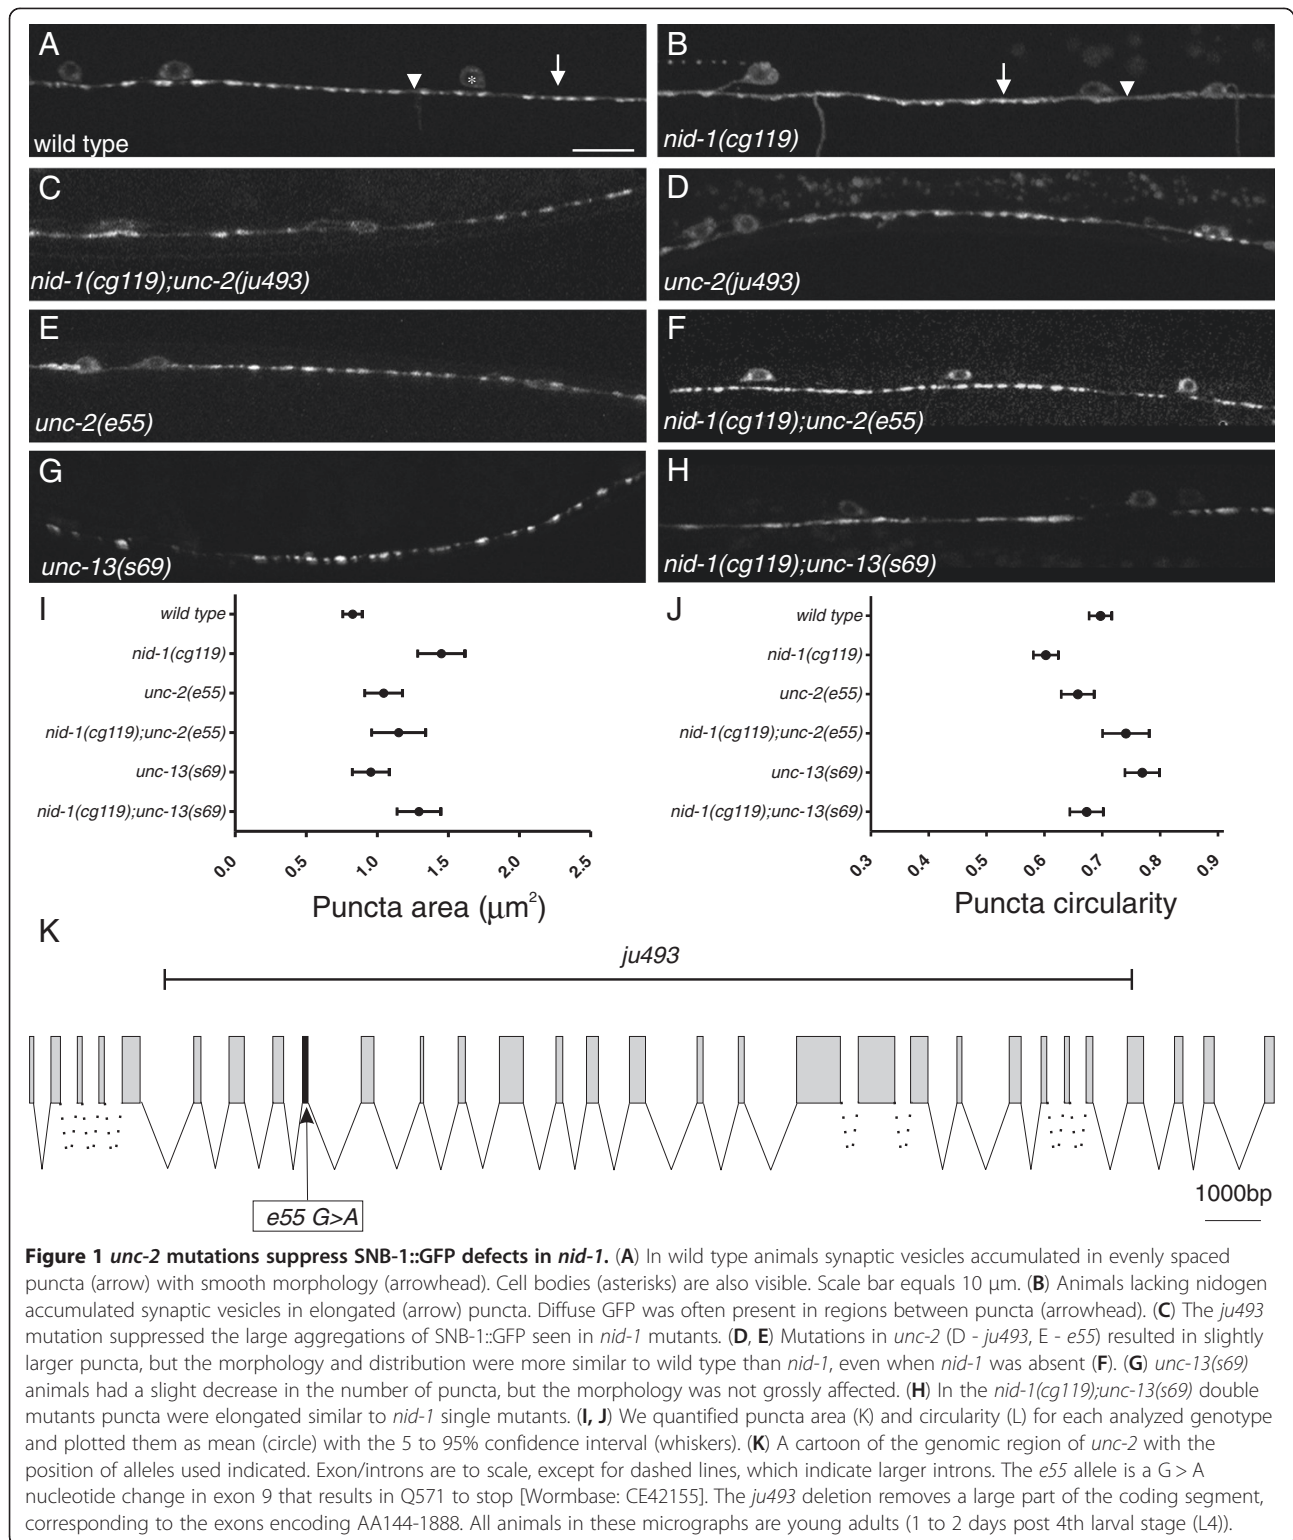 A
wild type
*
B
nid-1(cg119)
C
nid-1(cg119);unc-2(ju493)
D
unc-2(ju493)
E
unc-2(e55)
F
nid-1(cg119);unc-2(e55)
G
unc-13(s69)
H
nid-1(cg119);unc-13(s69)
I
wild type
nid-1(cg119)
unc-2(e55)
nid-1(cg119);unc-2(e55)
unc-13(s69)
nid-1(cg119);unc-13(s69)
0.0 0.5 1.0 1.5 2.0 2.5
Puncta area (μm²)
J
wild type
nid-1(cg119)
unc-2(e55)
nid-1(cg119);unc-2(e55)
unc-13(s69)
nid-1(cg119);unc-13(s69)
0.3 0.4 0.5 0.6 0.7 0.8 0.9
Puncta circularity
K
ju493
e55 G>A
1000bp
Figure 1 unc-2 mutations suppress SNB-1::GFP defects in nid-1. (A) In wild type animals synaptic vesicles accumulated in evenly spaced
puncta (arrow) with smooth morphology (arrowhead). Cell bodies (asterisks) are also visible. Scale bar equals 10 μm. (B) Animals lacking nidogen
accumulated synaptic vesicles in elongated (arrow) puncta. Diffuse GFP was often present in regions between puncta (arrowhead). (C) The ju493
mutation suppressed the large aggregations of SNB-1::GFP seen in nid-1 mutants. (D, E) Mutations in unc-2 (D - ju493, E - e55) resulted in slightly
larger puncta, but the morphology and distribution were more similar to wild type than nid-1, even when nid-1 was absent (F). (G) unc-13(s69)
animals had a slight decrease in the number of puncta, but the morphology was not grossly affected. (H) In the nid-1(cg119);unc-13(s69) double
mutants puncta were elongated similar to nid-1 single mutants. (I, J) We quantified puncta area (K) and circularity (L) for each analyzed genotype
and plotted them as mean (circle) with the 5 to 95% confidence interval (whiskers). (K) A cartoon of the genomic region of unc-2 with the
position of alleles used indicated. Exon/introns are to scale, except for dashed lines, which indicate larger introns. The e55 allele is a G > A
nucleotide change in exon 9 that results in Q571 to stop [Wormbase: CE42155]. The ju493 deletion removes a large part of the coding segment,
corresponding to the exons encoding AA144-1888. All animals in these micrographs are young adults (1 to 2 days post 4th larval stage (L4)).